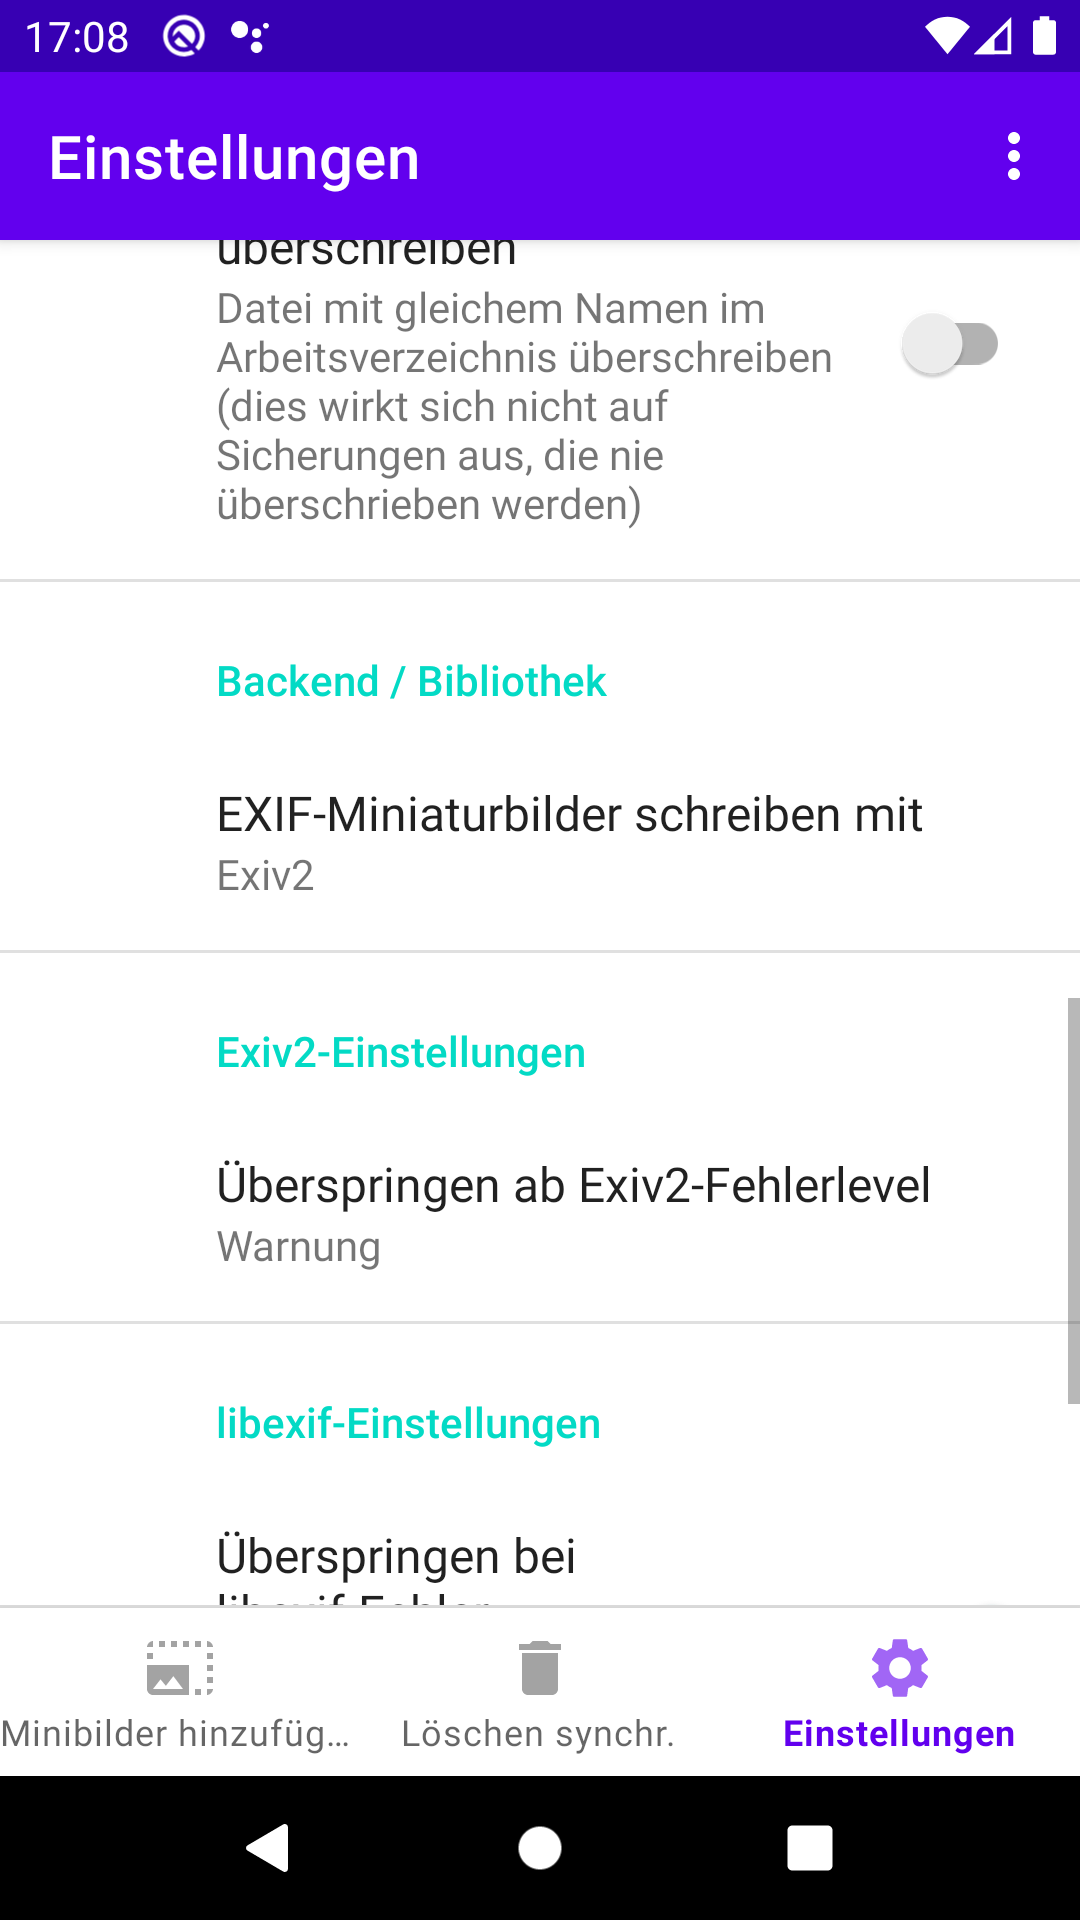 17:08
Einstellungen
überschreiben
Datei mit gleichem Namen im
Arbeitsverzeichnis überschreiben
(dies wirkt sich nicht auf
Sicherungen aus, die nie
überschrieben werden)
Backend / Bibliothek
EXIF-Miniaturbilder schreiben mit
Exiv2
Exiv2-Einstellungen
Überspringen ab Exiv2-Fehlerlevel
Warnung
libexif-Einstellungen
Überspringen bei
libexif-Fehler
Minibilder hinzufüg…
Löschen synchr.
Einstellungen